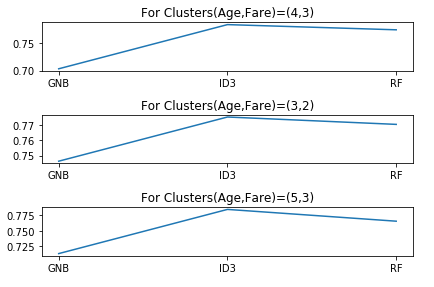 For Clusters(Age,Fare)=(4,3)
0.75
0.70
GNB ID3 RF
For Clusters(Age,Fare)=(3,2)
0.77
0.76
0.75
GNB ID3 RF
For Clusters(Age,Fare)=(5,3)
0.775
0.750
0.725
GNB ID3 RF